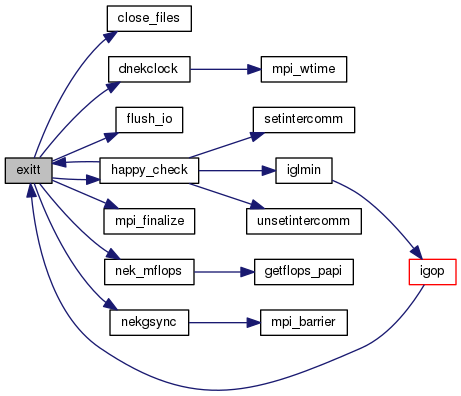 close_files
dnekclock
mpi_wtime
flush_io
setintercomm
exitt
happy_check
iglmin
mpi_finalize
unsetintercomm
nek_mflops
getflops_papi
igop
nekgsync
mpi_barrier